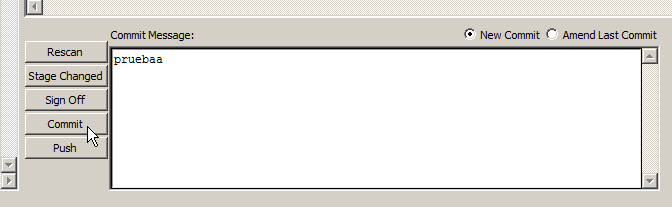 Commit Message:
New Commit
Amend Last Commit
Rescan
Stage Changed
Sign Off
Commit
Push
pruebaa